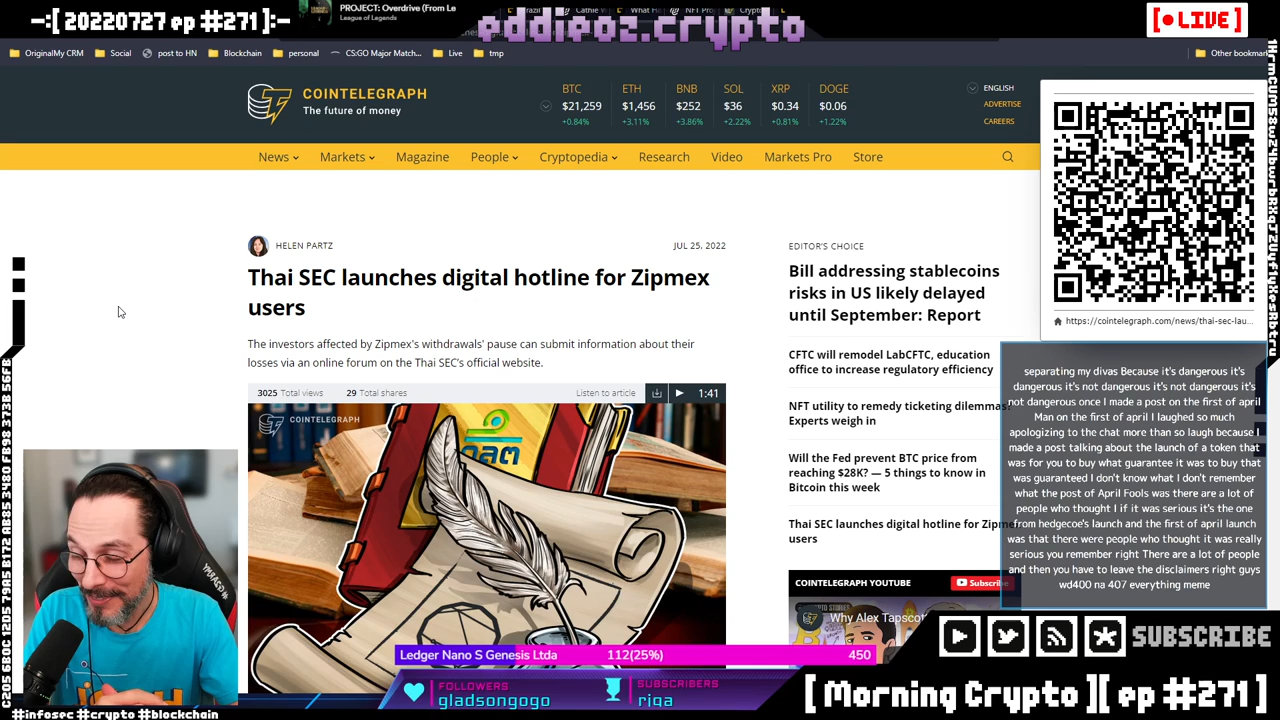 -:[ 20220727 ep #271 ]:-
PROJECT: Overdrive (From Le
League of Legends
eddieoz.crypto
[ ● LIVE ]
OriginalMy CRM
Social
post to HN
Blockchain
personal
CS:GO Major Match...
Live
tmp
Other bookmar
COINTELEGRAPH
The future of money
BTC ETH BNB SOL XRP DOGE
$21,259 $1,456 $252 $36 $0.34 $0.06
+0.84% +3.11% +3.86% +2.22% +0.81% +1.22%
ENGLISH
ADVERTISE
CAREERS
News Markets Magazine People Cryptopedia Research Video Markets Pro Store
HELEN PARTZ
JUL 25, 2022
Thai SEC launches digital hotline for Zipmex
users
The investors affected by Zipmex's withdrawals' pause can submit information about their
losses via an online forum on the Thai SEC's official website.
3025 Total views
29 Total shares
Listen to article
1:41
COINTELEGRAPH
EDITOR'S CHOICE
Bill addressing stablecoins
risks in US likely delayed
until September: Report
CFTC will remodel LabCFTC, education
office to increase regulatory efficiency
NFT utility to remedy ticketing dilemmas:
Experts weigh in
Will the Fed prevent BTC price from
reaching $28K? — 5 things to know in
Bitcoin this week
Thai SEC launches digital hotline for Zipme
users
COINTELEGRAPH YOUTUBE
Subscribe
Why Alex Tapscot
https://cointelegraph.com/news/thai-sec-lau...
separating my divas Because it's dangerous it's
dangerous it's not dangerous it's not dangerous it's
not dangerous once I made a post on the first of april
Man on the first of april I laughed so much
apologizing to the chat more than so laugh because I
made a post talking about the launch of a token that
was for you to buy what guarantee it was to buy that
was guaranteed I don't know what I don't remember
what the post of April Fools was there are a lot of
people who thought I if it was serious it's the one
from hedgecoe's launch and the first of april launch
was that there were people who thought it was really
serious you remember right There are a lot of people
and then you have to leave the disclaimers right guys
wd400 na 407 everything meme
SUBSCRIBE
Ledger Nano S Genesis Ltda 112(25%) 450
FOLLOWERS
gladsongogo
SUBSCRIBERS
rjga
[ Morning Crypto ][ ep #271 ]
#infosec #crypto #blockchain